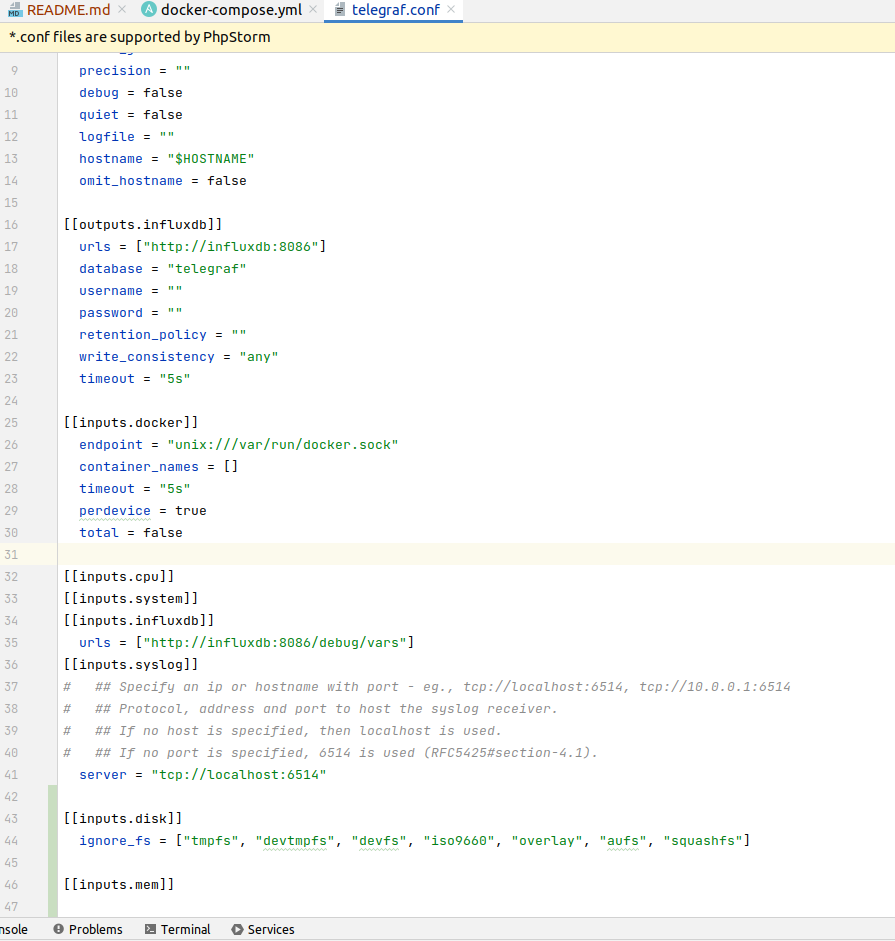 README.md
docker-compose.yml
telegraf.conf
*.conf files are supported by PhpStorm
9 precision = ""
10 debug = false
11 quiet = false
12 logfile = ""
13 hostname = "$HOSTNAME"
14 omit_hostname = false
15
16 [[outputs.influxdb]]
17 urls = ["http://influxdb:8086"]
18 database = "telegraf"
19 username = ""
20 password = ""
21 retention_policy = ""
22 write_consistency = "any"
23 timeout = "5s"
24
25 [[inputs.docker]]
26 endpoint = "unix:///var/run/docker.sock"
27 container_names = []
28 timeout = "5s"
29 perdevice = true
30 total = false
31
32 [[inputs.cpu]]
33 [[inputs.system]]
34 [[inputs.influxdb]]
35 urls = ["http://influxdb:8086/debug/vars"]
36 [[inputs.syslog]]
37 #   ## Specify an ip or hostname with port - eg., tcp://localhost:6514, tcp://10.0.0.1:6514
38 #   ## Protocol, address and port to host the syslog receiver.
39 #   ## If no host is specified, then localhost is used.
40 #   ## If no port is specified, 6514 is used (RFC5425#section-4.1).
41 server = "tcp://localhost:6514"
42
43 [[inputs.disk]]
44 ignore_fs = ["tmpfs", "devtmpfs", "devfs", "iso9660", "overlay", "aufs", "squashfs"]
45
46 [[inputs.mem]]
47
nsole
Problems
Terminal
Services